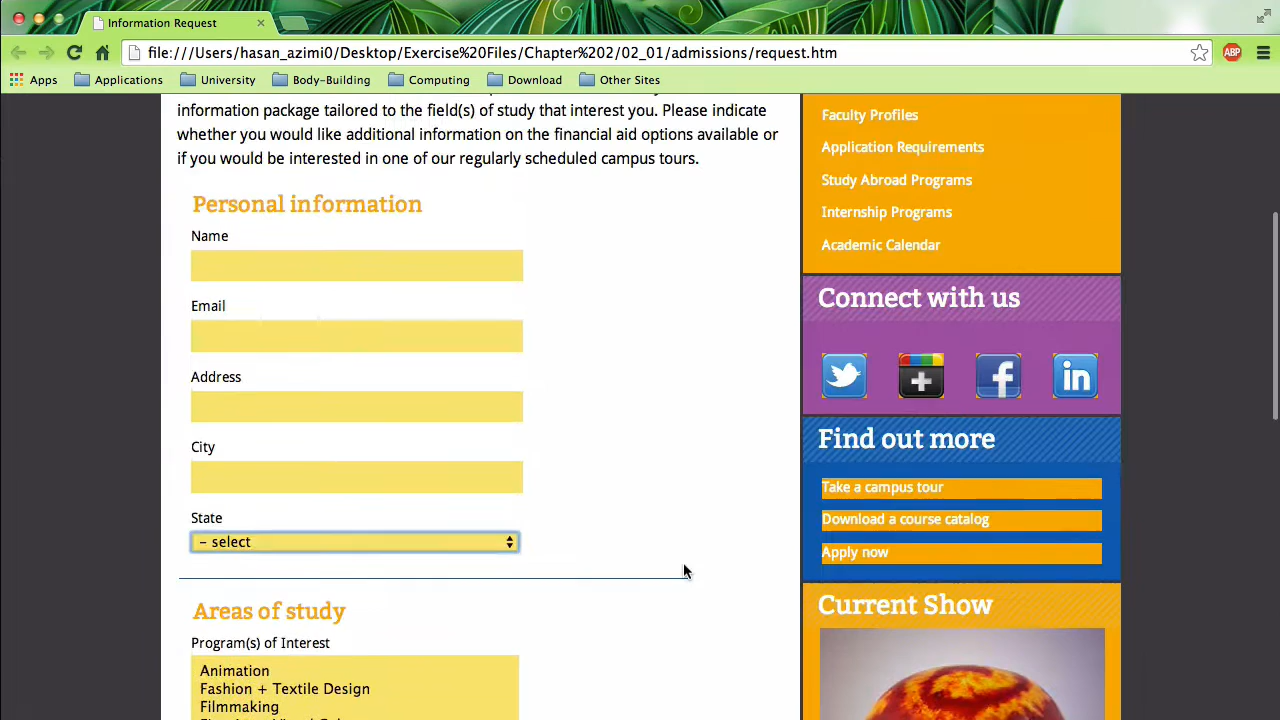 Information Request
file:///Users/hasan_azimi0/Desktop/Exercise%20Files/Chapter%202/02_01/admissions/request.htm
ABP
Apps Applications University Body-Building Computing Download Other Sites
information package tailored to the field(s) of study that interest you. Please indicate
whether you would like additional information on the financial aid options available or
if you would be interested in one of our regularly scheduled campus tours.
Personal information
Name
Email
Address
City
State
- select
Areas of study
Program(s) of Interest
Animation
Fashion + Textile Design
Filmmaking
Faculty Profiles
Application Requirements
Study Abroad Programs
Internship Programs
Academic Calendar
Connect with us
Find out more
Take a campus tour
Download a course catalog
Apply now
Current Show